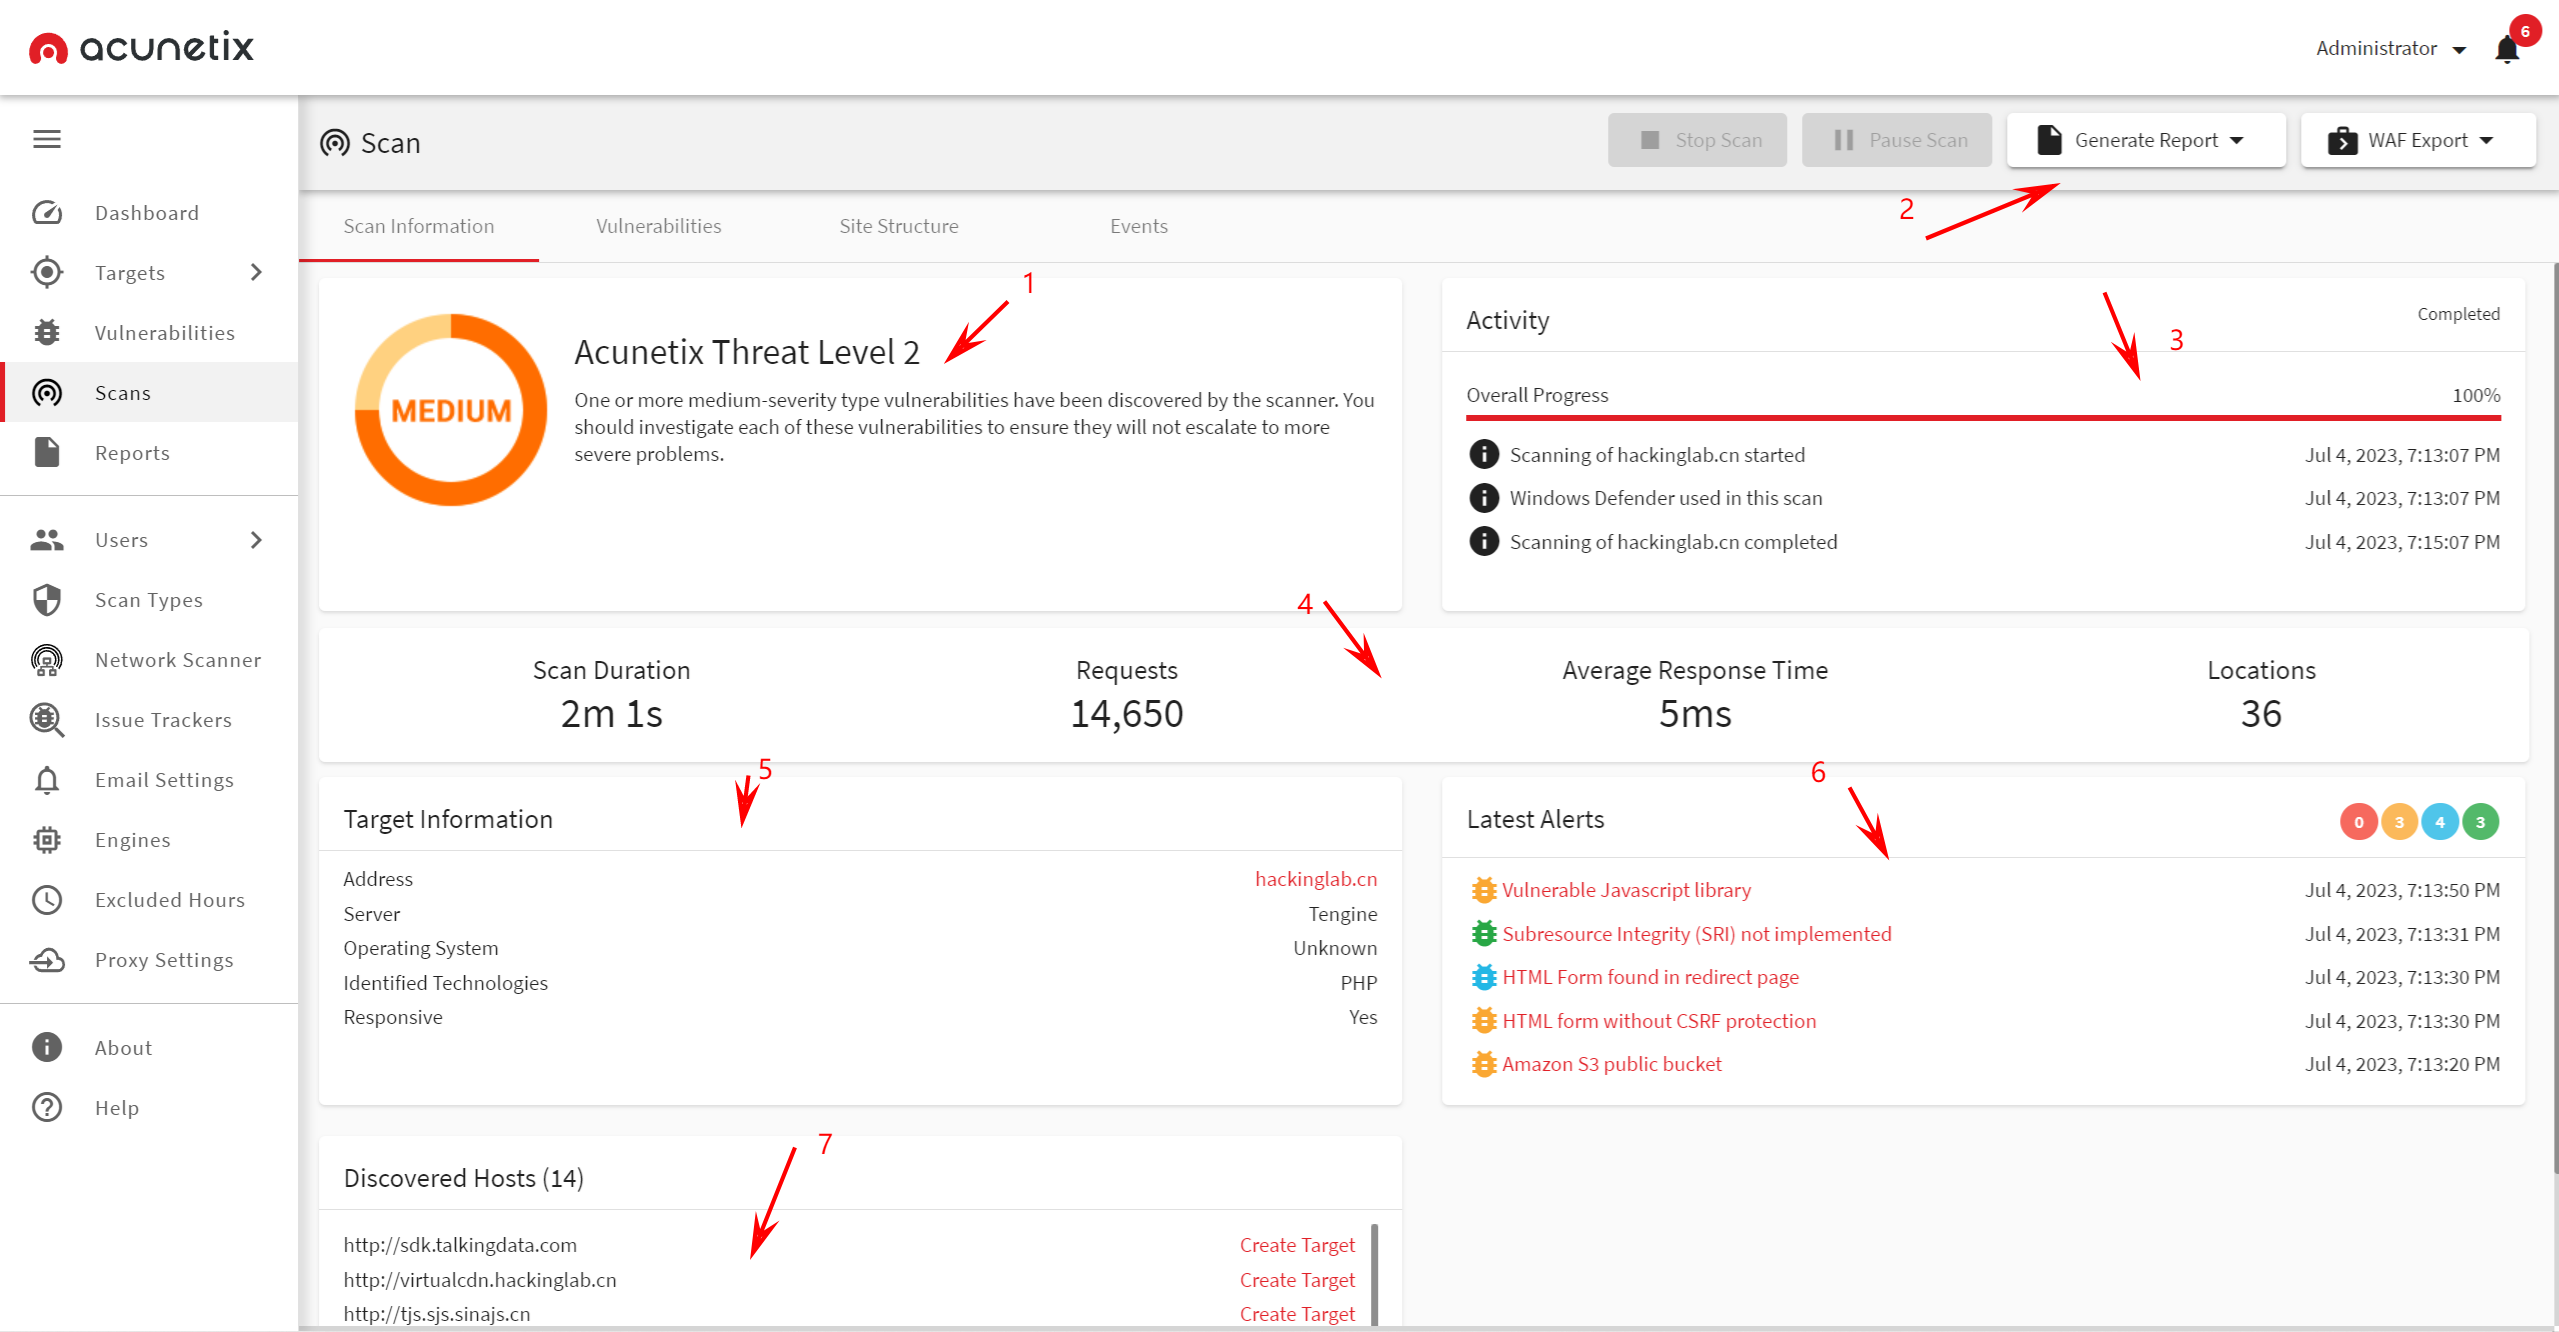 acunetix
Administrator
6
Scan
Stop Scan
Pause Scan
Generate Report
WAF Export
Dashboard
Targets
Vulnerabilities
Scans
Reports
Users
Scan Types
Network Scanner
Issue Trackers
Email Settings
Engines
Excluded Hours
Proxy Settings
About
Help
2
Scan Information
Vulnerabilities
Site Structure
Events
1
MEDIUM
Acunetix Threat Level 2
One or more medium-severity type vulnerabilities have been discovered by the scanner. You
should investigate each of these vulnerabilities to ensure they will not escalate to more
severe problems.
3
Activity
Completed
Overall Progress 100%
Scanning of hackinglab.cn started Jul 4, 2023, 7:13:07 PM
Windows Defender used in this scan Jul 4, 2023, 7:13:07 PM
Scanning of hackinglab.cn completed Jul 4, 2023, 7:15:07 PM
4
Scan Duration
2m 1s
Requests
14,650
Average Response Time
5ms
Locations
36
5
Target Information
Address hackinglab.cn
Server Tengine
Operating System Unknown
Identified Technologies PHP
Responsive Yes
6
Latest Alerts
0 3 4 3
Vulnerable Javascript library Jul 4, 2023, 7:13:50 PM
Subresource Integrity (SRI) not implemented Jul 4, 2023, 7:13:31 PM
HTML Form found in redirect page Jul 4, 2023, 7:13:30 PM
HTML form without CSRF protection Jul 4, 2023, 7:13:30 PM
Amazon S3 public bucket Jul 4, 2023, 7:13:20 PM
7
Discovered Hosts (14)
http://sdk.talkingdata.com Create Target
http://virtualcdn.hackinglab.cn Create Target
http://tjs.sjs.sinajs.cn Create Target